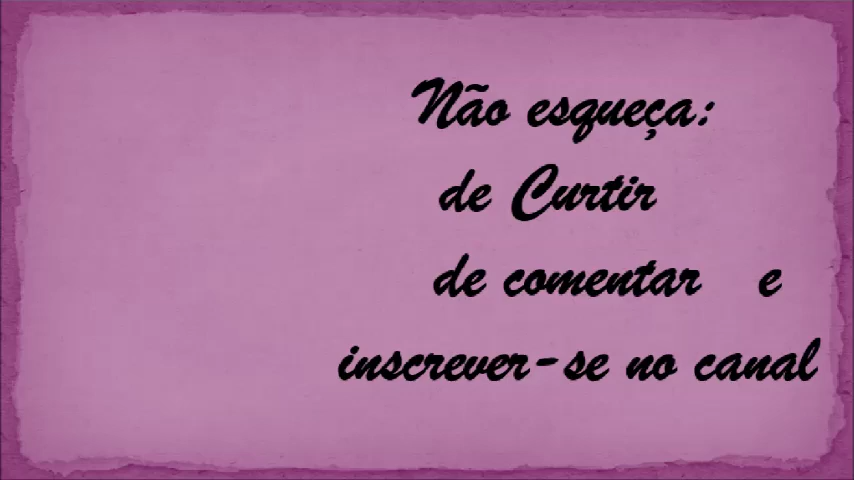 Não esqueça:
de Curtir
de comentar e
inscrever-se no canal